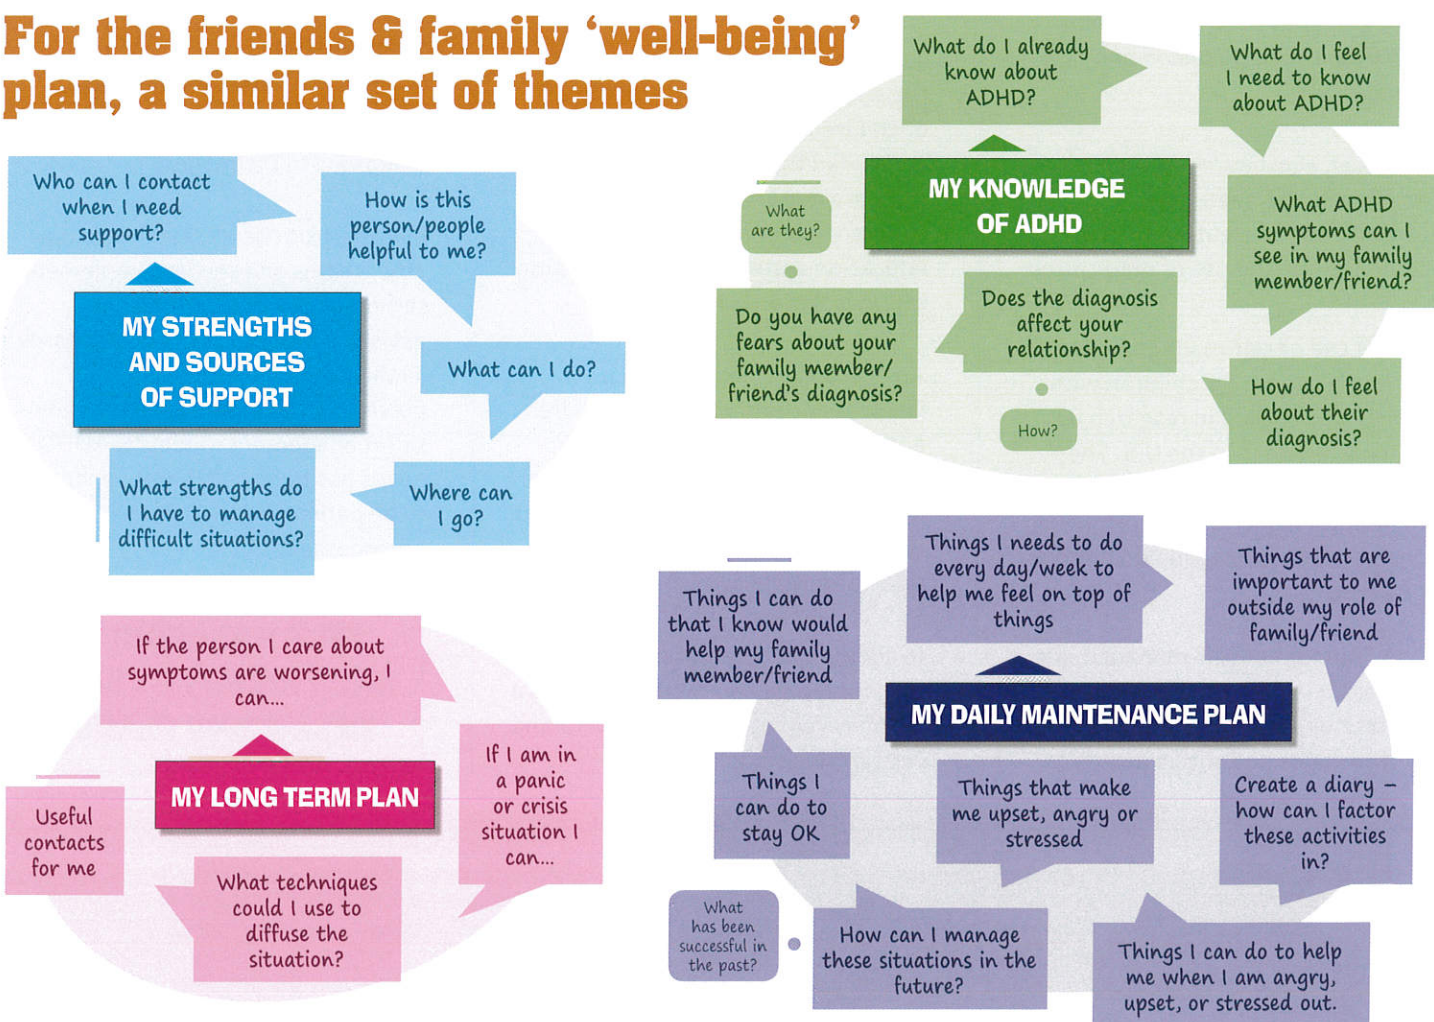 For the friends & family ‘well-being’
plan, a similar set of themes
Who can I contact
when I need
support?
How is this
person/people
helpful to me?
MY STRENGTHS
AND SOURCES
OF SUPPORT
What can I do?
Where can
I go?
What strengths do
I have to manage
difficult situations?
What do I already
know about
ADHD?
What do I feel
I need to know
about ADHD?
MY KNOWLEDGE
OF ADHD
What ADHD
symptoms can I
see in my family
member/friend?
How do I feel
about their
diagnosis?
Does the diagnosis
affect your
relationship?
How?
Do you have any
fears about your
family member/
friend's diagnosis?
What
are they?
If the person I care about
symptoms are worsening, I
can...
MY LONG TERM PLAN
If I am in
a panic
or crisis
situation I
can...
What techniques
could I use to
diffuse the
situation?
Useful
contacts
for me
Things I needs to do
every day/week to
help me feel on top of
things
Things that are
important to me
outside my role of
family/friend
MY DAILY MAINTENANCE PLAN
Create a diary –
how can I factor
these activities
in?
Things that make
me upset, angry or
stressed
Things I can do to help
me when I am angry,
upset, or stressed out.
How can I manage
these situations in the
future?
What
has been
successful in
the past?
Things I
can do to
stay OK
Things I can do
that I know would
help my family
member/friend